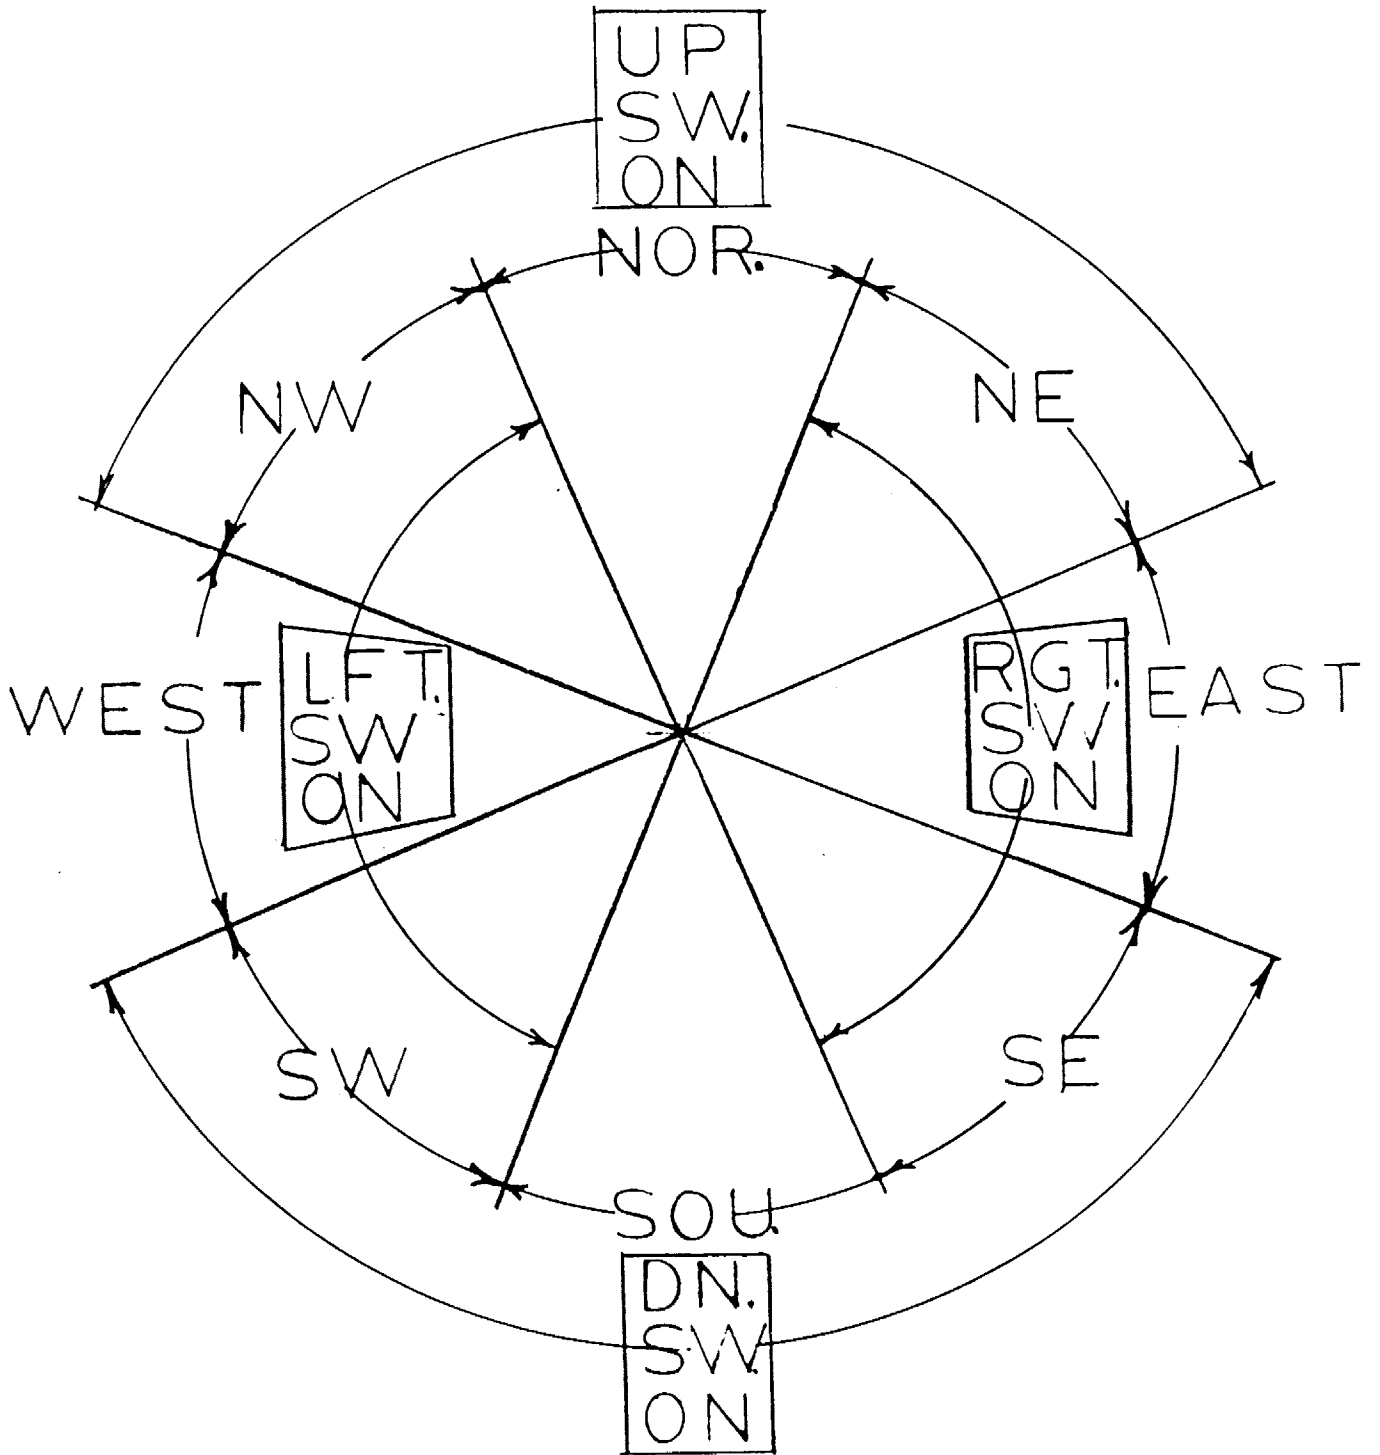 UP
SW.
ON
NOR.
NW
NE
WEST
LFT.
SW
ON
RGT.
SW
ON
EAST
SW
SE
SOU.
DN.
SW.
ON